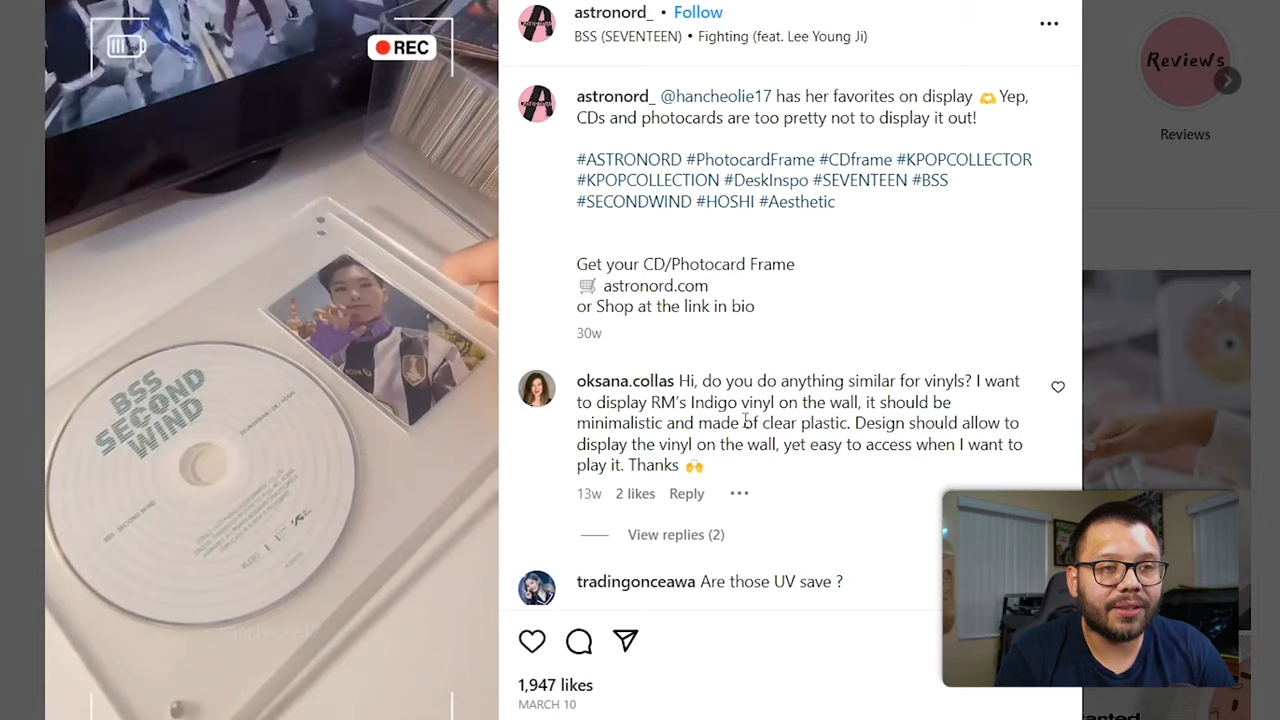 REC
BSS
SECOND
WIND
astronord_ • Follow
BSS (SEVENTEEN) • Fighting (feat. Lee Young Ji)
astronord_ @hancheolie17 has her favorites on display 🫶 Yep,
CDs and photocards are too pretty not to display it out!
#ASTRONORD #PhotocardFrame #CDframe #KPOPCOLLECTOR
#KPOPCOLLECTION #DeskInspo #SEVENTEEN #BSS
#SECONDWIND #HOSHI #Aesthetic
Get your CD/Photocard Frame
🛒 astronord.com
or Shop at the link in bio
30w
oksana.collas Hi, do you do anything similar for vinyls? I want
to display RM's Indigo vinyl on the wall, it should be
minimalistic and made of clear plastic. Design should allow to
display the vinyl on the wall, yet easy to access when I want to
play it. Thanks 🙌
13w 2 likes Reply
View replies (2)
tradingonceawa Are those UV save ?
1,947 likes
MARCH 10
Reviews
Reviews